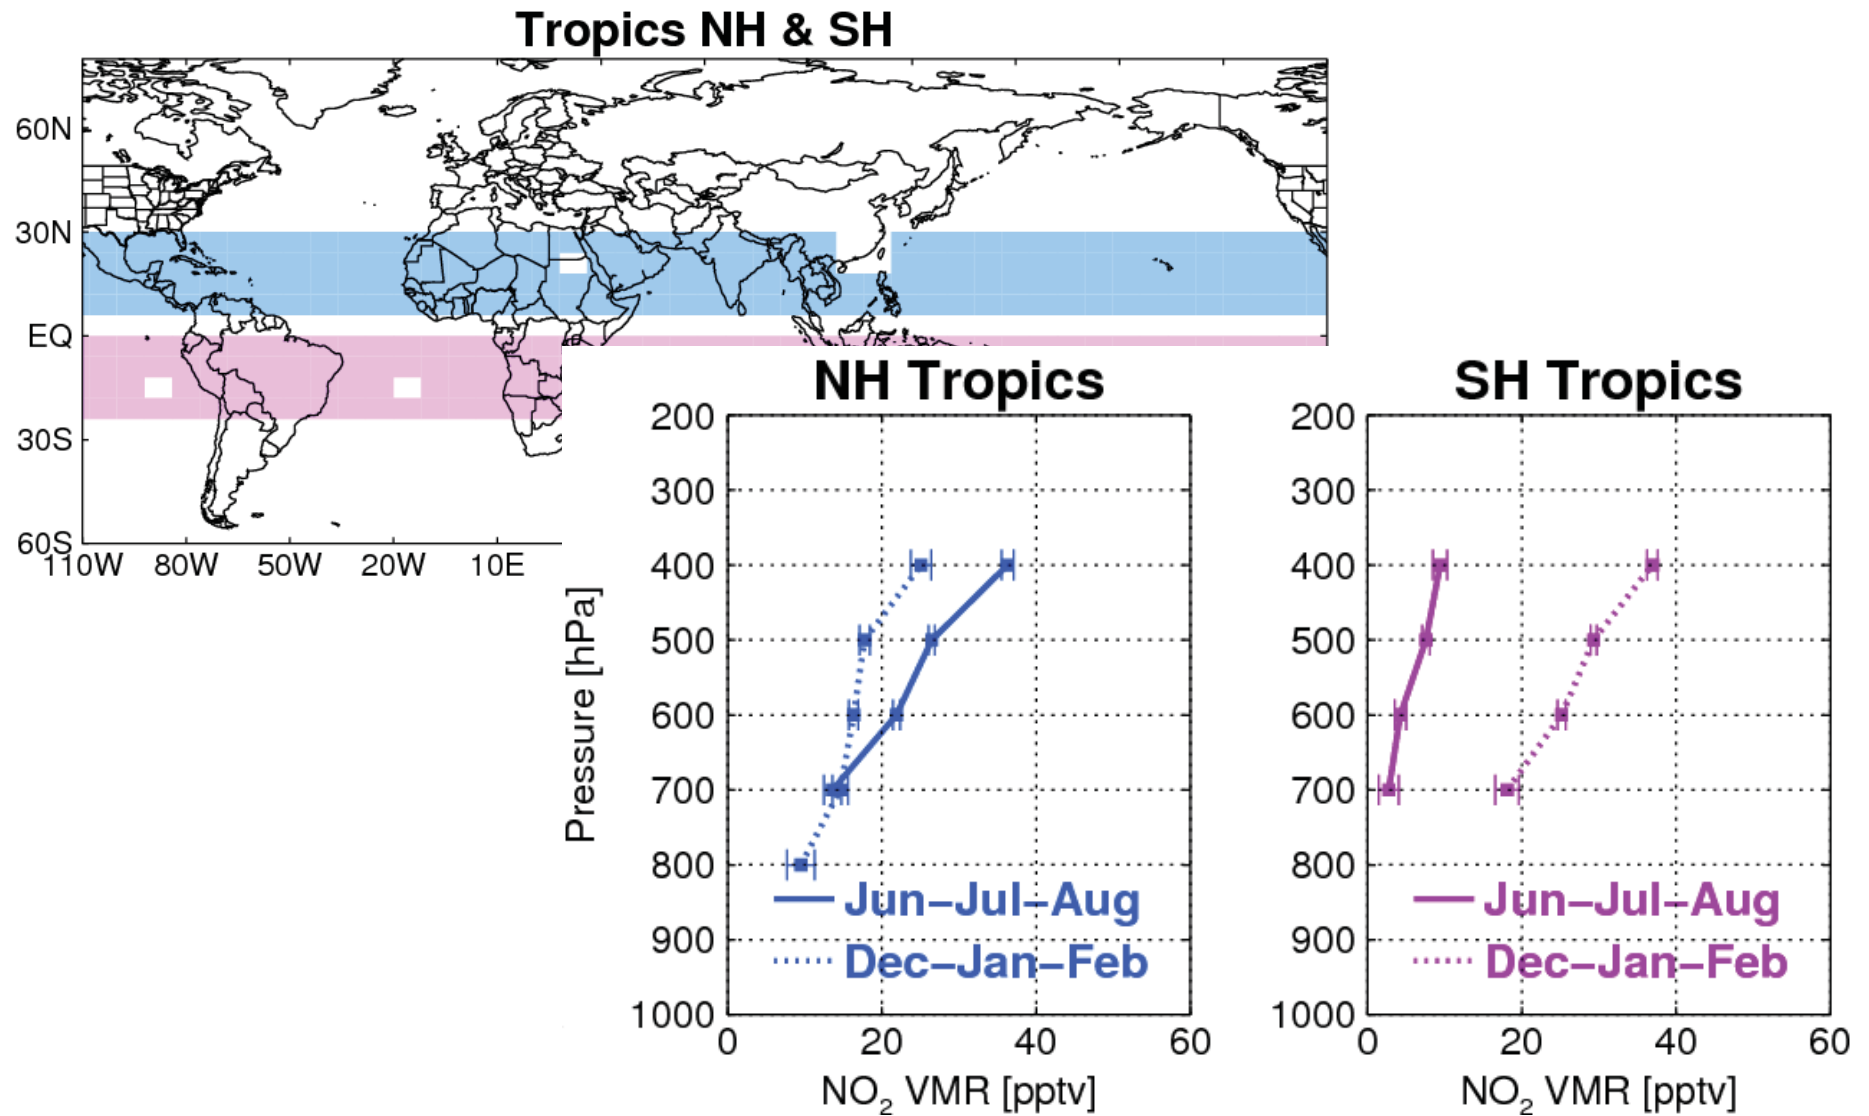 Tropics NH & SH
60N
30N
EQ
30S
60S
110W 80W 50W 20W 10E
NH Tropics
200
300
400
500
600
700
800
900
1000
Pressure [hPa]
Jun–Jul–Aug
Dec–Jan–Feb
0 20 40 60
NO₂ VMR [pptv]
SH Tropics
200
300
400
500
600
700
800
900
1000
Jun–Jul–Aug
Dec–Jan–Feb
0 20 40 60
NO₂ VMR [pptv]